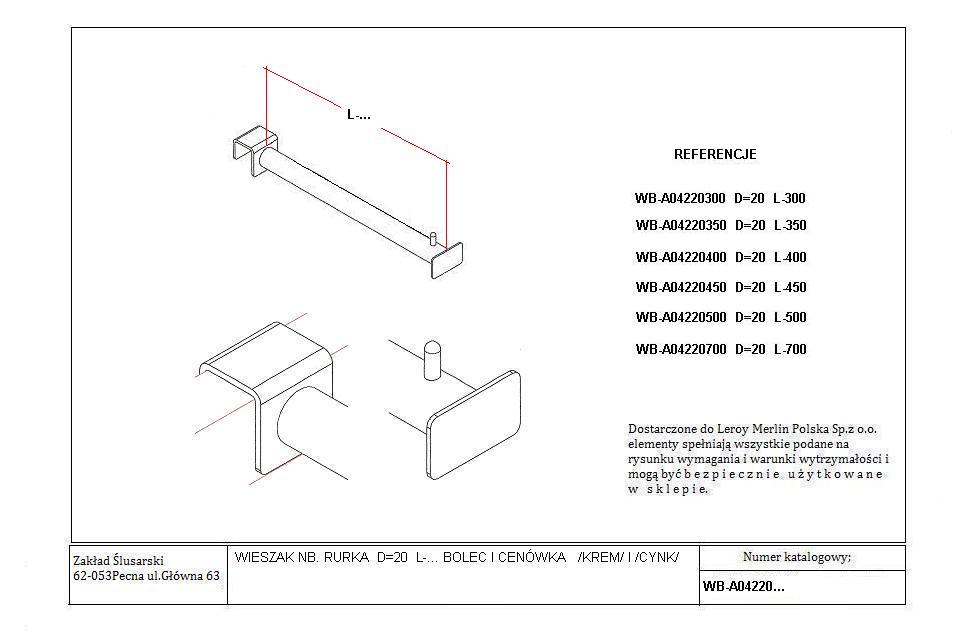 L-...
REFERENCJE
WB-A04220300 D=20 L-300
WB-A04220350 D=20 L-350
WB-A04220400 D=20 L-400
WB-A04220450 D=20 L-450
WB-A04220500 D=20 L-500
WB-A04220700 D=20 L-700
Dostarczone do Leroy Merlin Polska Sp.z o.o.
elementy spełniają wszystkie podane na
rysunku wymagania i warunki wytrzymałości i
mogą być b e z p i e c z n i e u ż y t k o w a n e
w s k l e p i e.
Zakład Ślusarski
62-053Pecna ul.Główna 63
WIESZAK NB. RURKA D=20 L-... BOLEC I CENÓWKA /KREM/ I /CYNK/
Numer katalogowy;
WB-A04220...